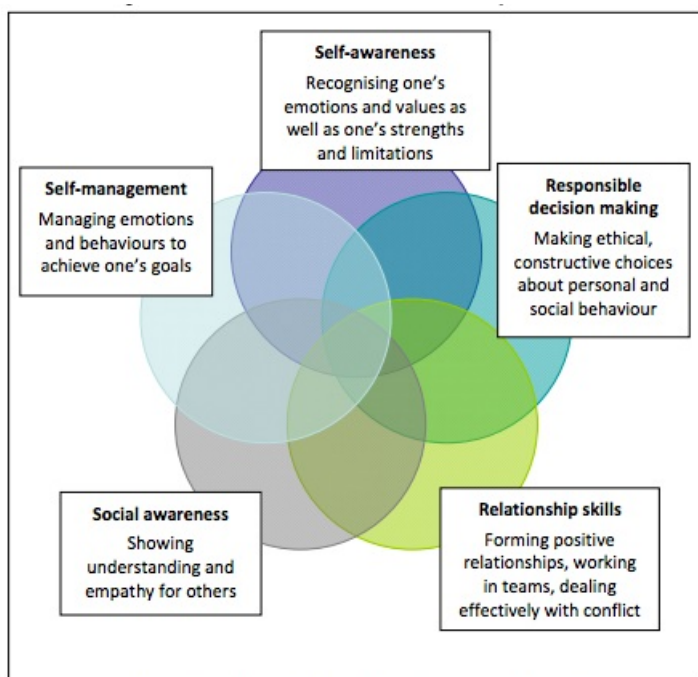 Self-awareness
Recognising one's
emotions and values as
well as one's strengths
and limitations
Self-management
Managing emotions
and behaviours to
achieve one's goals
Responsible
decision making
Making ethical,
constructive choices
about personal and
social behaviour
Social awareness
Showing
understanding and
empathy for others
Relationship skills
Forming positive
relationships, working
in teams, dealing
effectively with conflict